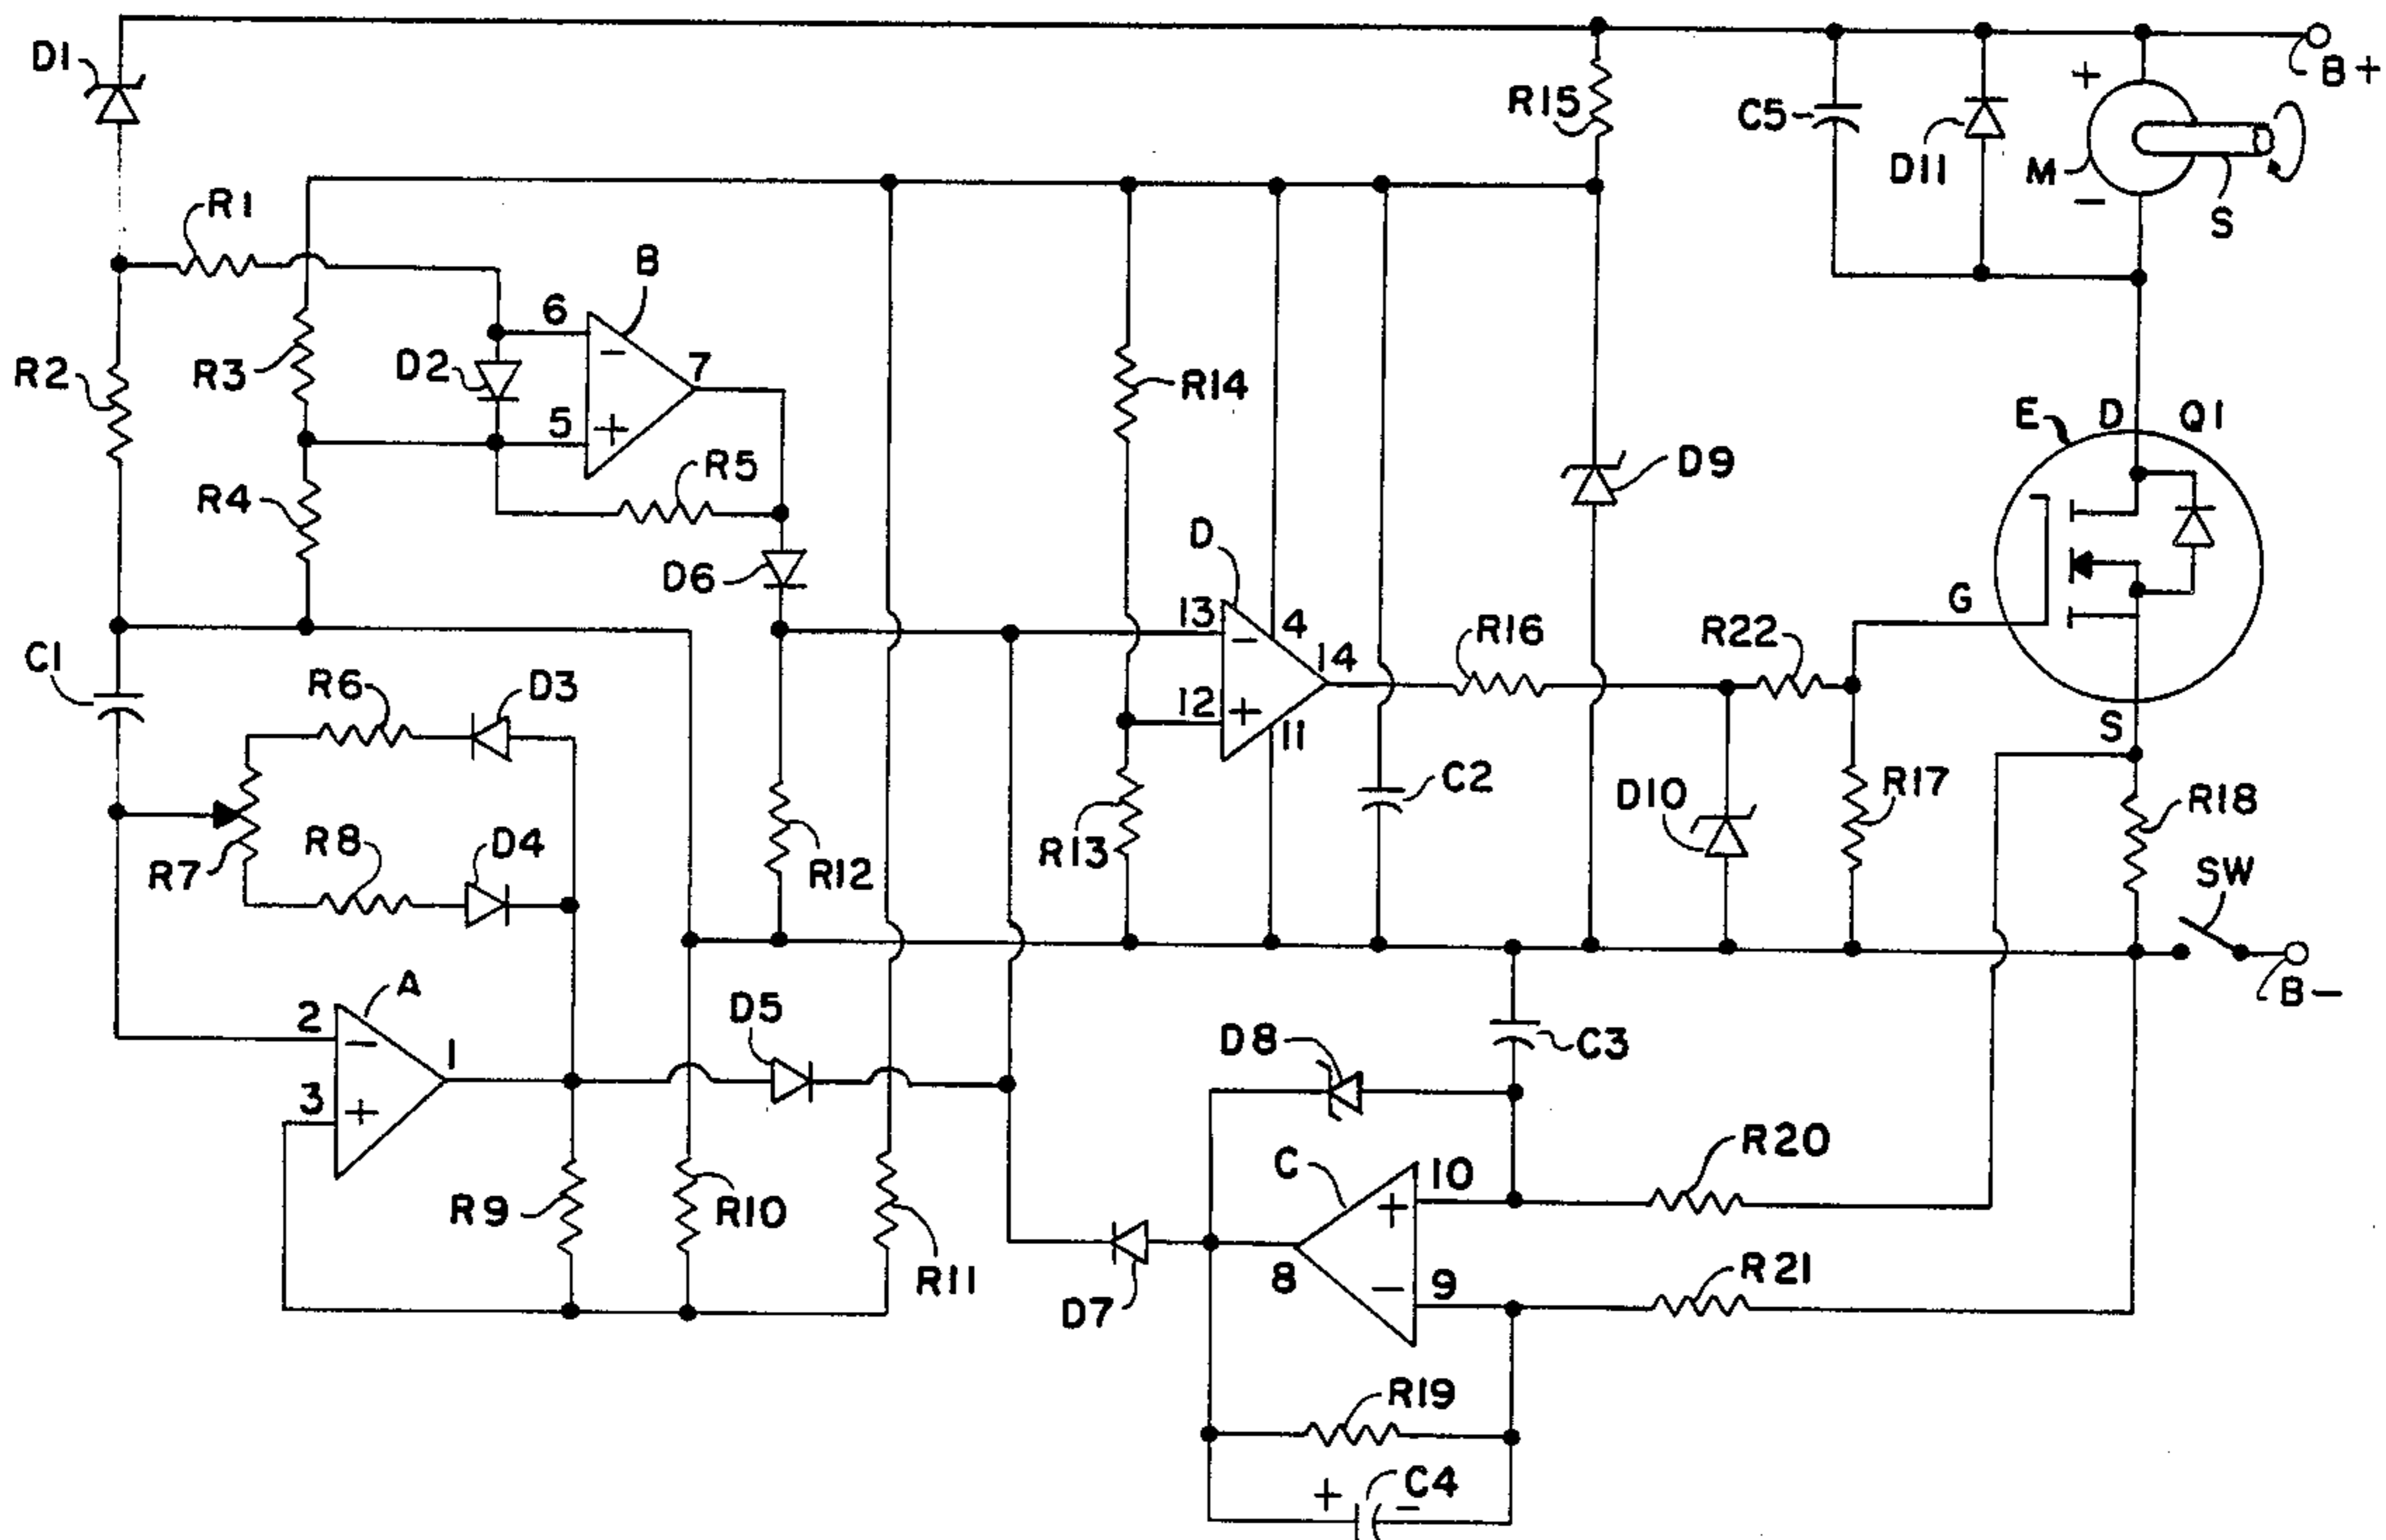 D1
B+
R15
C5
D11
M
+
-
S
R1
B
6
-
7
5
+
R2
R3
D2
R14
R5
D9
E
D
Q1
R4
D
D6
13
-
4
14
R16
R22
G
12
+
11
C1
R6
D3
S
C2
D10
R17
R18
R7
R8
D4
R13
R12
SW
B-
A
2
-
1
3
+
D5
D8
C3
R20
C
10
+
R9
R10
R11
8
-
9
R21
D7
R19
+
C4
-